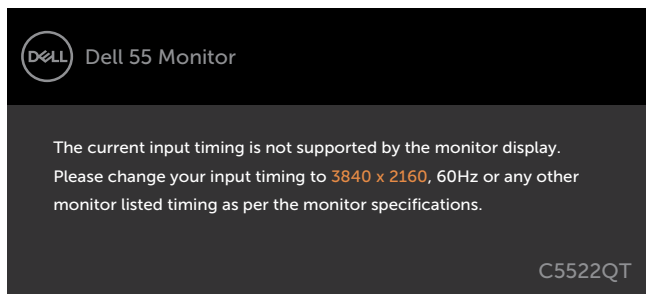 DELL Dell 55 Monitor
The current input timing is not supported by the monitor display.
Please change your input timing to 3840 x 2160, 60Hz or any other
monitor listed timing as per the monitor specifications.
C5522QT